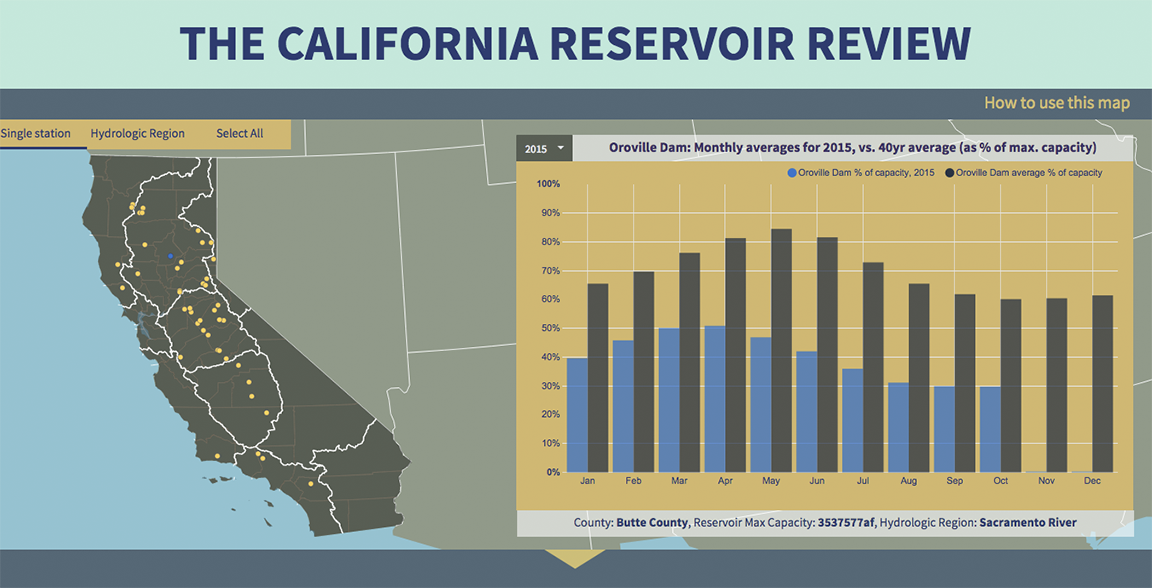 THE CALIFORNIA RESERVOIR REVIEW
How to use this map
Single station Hydrologic Region Select All
2015
Oroville Dam: Monthly averages for 2015, vs. 40yr average (as % of max. capacity)
Oroville Dam % of capacity, 2015 Oroville Dam average % of capacity
100%
90%
80%
70%
60%
50%
40%
30%
20%
10%
0%
Jan Feb Mar Apr May Jun Jul Aug Sep Oct Nov Dec
County: Butte County, Reservoir Max Capacity: 3537577af, Hydrologic Region: Sacramento River